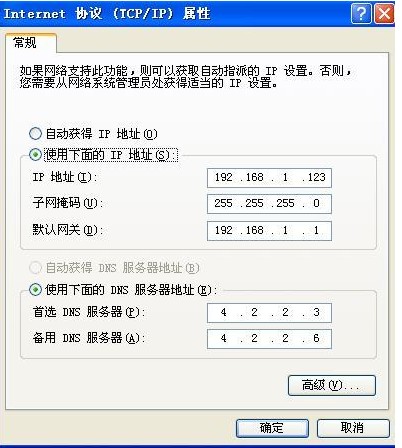 Internet 协议 (TCP/IP) 属性
常规
如果网络支持此功能,则可以获取自动指派的 IP 设置。否则,
您需要从网络系统管理员处获得适当的 IP 设置。
自动获得 IP 地址(O)
使用下面的 IP 地址(S):
IP 地址(I): 192 .168 . 1 .123
子网掩码(U): 255 .255 .255 . 0
默认网关(D): 192 .168 . 1 . 1
自动获得 DNS 服务器地址(B)
使用下面的 DNS 服务器地址(E):
首选 DNS 服务器(P): 4 . 2 . 2 . 3
备用 DNS 服务器(A): 4 . 2 . 2 . 6
高级(V)...
确定 取消